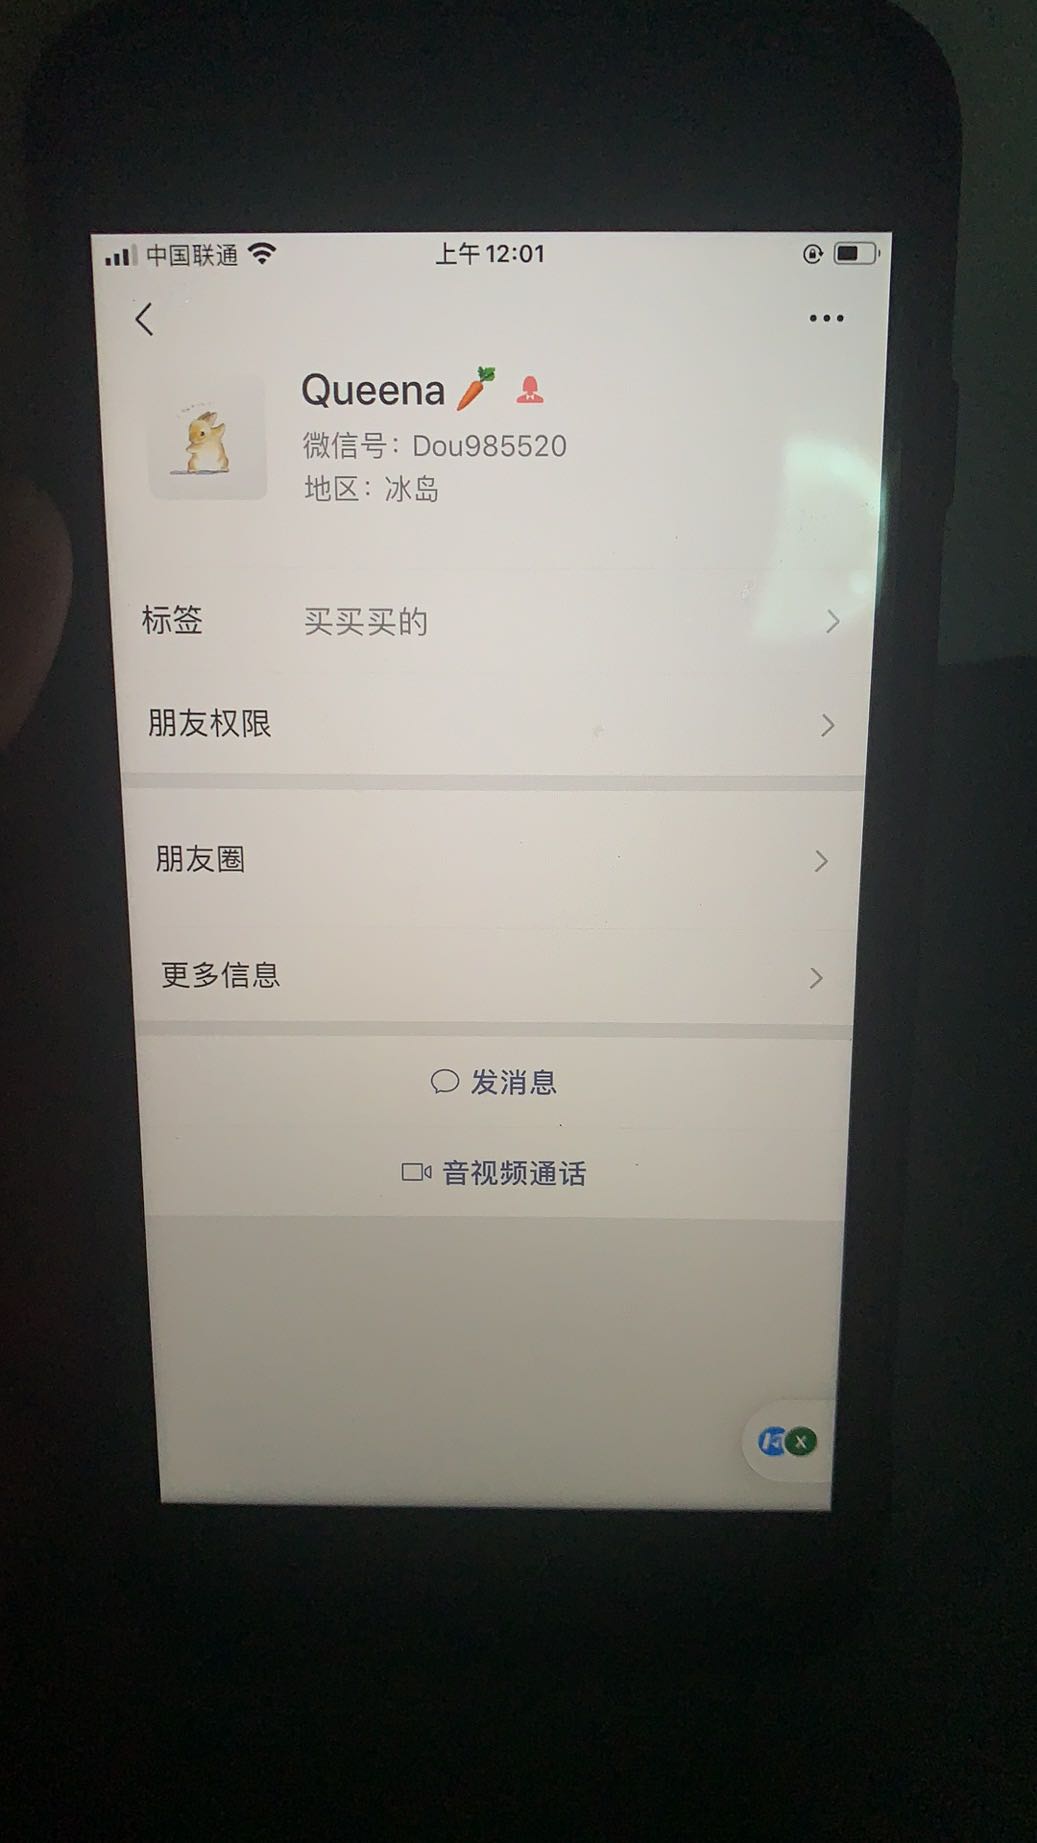 中国联通
上午12:01
Queena
微信号：Dou985520
地区：冰岛
标签 买买买的
朋友权限
朋友圈
更多信息
发消息
音视频通话
X